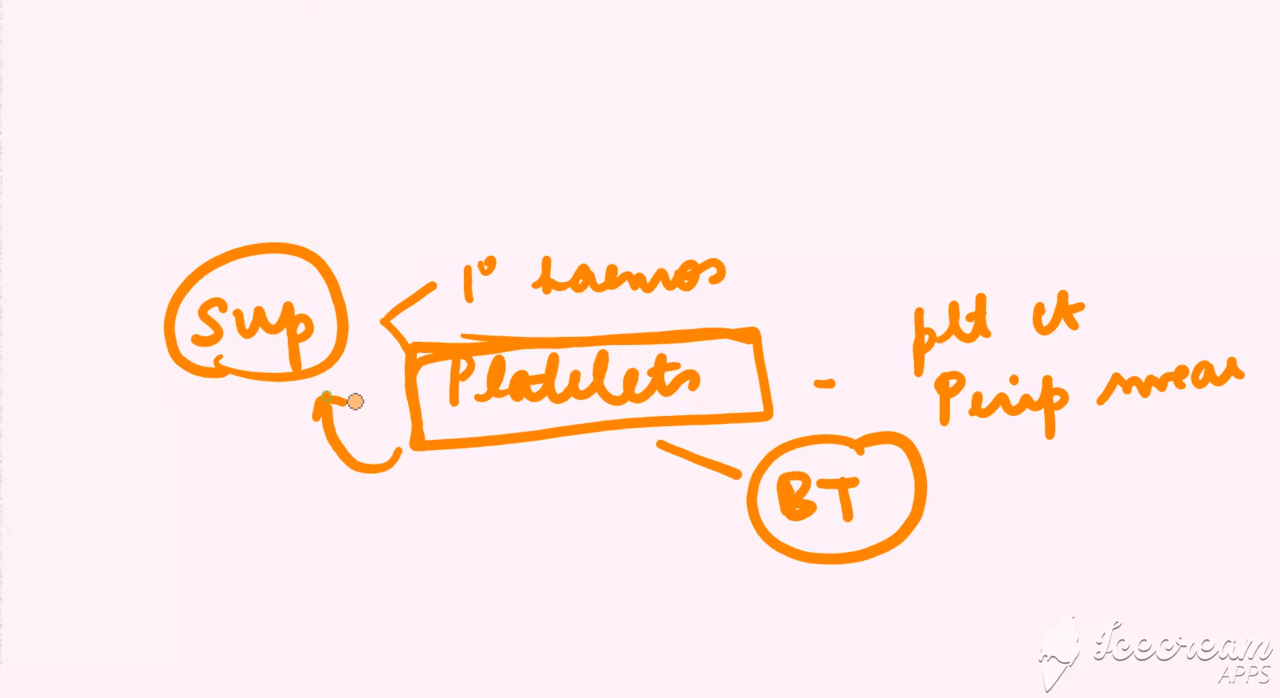 Sup
1° haemos
Platelets -
plt ct
Perip smear
BT
Icecream
APPS